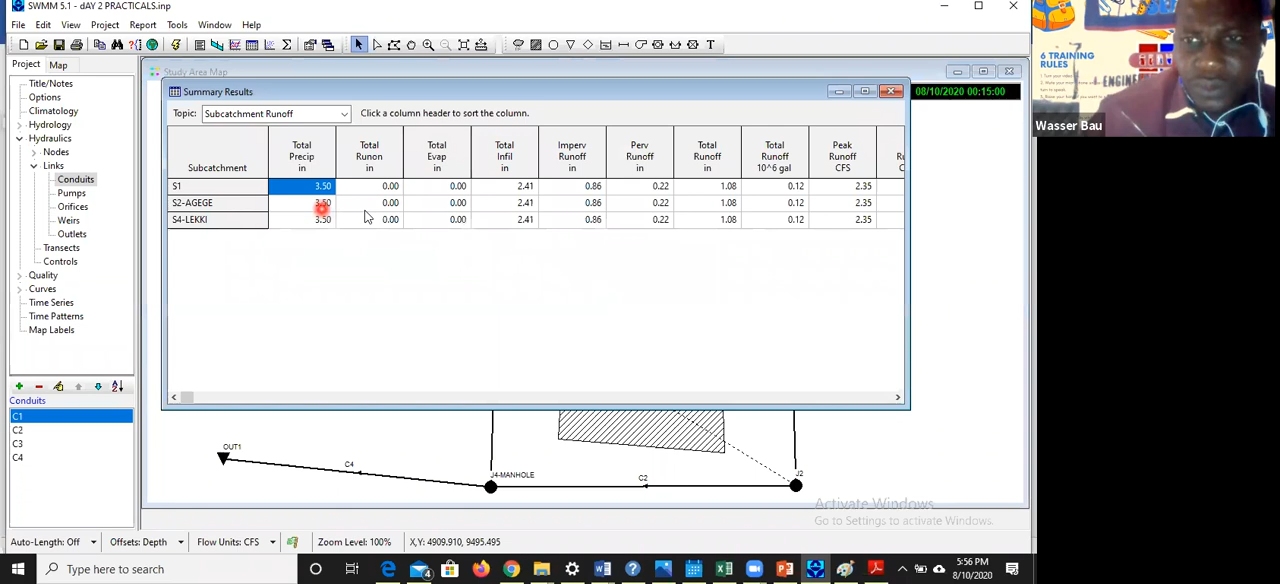 SWMM 5.1 - dAY 2 PRACTICALS.inp
File Edit View Project Report Tools Window Help
Project Map
Title/Notes
Options
Climatology
Hydrology
Hydraulics
Nodes
Links
Conduits
Pumps
Orifices
Weirs
Outlets
Transects
Controls
Quality
Curves
Time Series
Time Patterns
Map Labels
Conduits
C1
C2
C3
C4
Study Area Map
08/10/2020 00:15:00
Summary Results
Topic: Subcatchment Runoff Click a column header to sort the column.
Subcatchment Total Precip in Total Runon in Total Evap in Total Infil in Imperv Runoff in Perv Runoff in Total Runoff in Total Runoff 10^6 gal Peak Runoff CFS
S1 3.50 0.00 0.00 2.41 0.86 0.22 1.08 0.12 2.35
S2-AGEGE 3.50 0.00 0.00 2.41 0.86 0.22 1.08 0.12 2.35
S4-LEKKI 3.50 0.00 0.00 2.41 0.86 0.22 1.08 0.12 2.35
OUT1
C4
J4-MANHOLE
C2
J2
Activate Windows
Go to Settings to activate Windows.
Auto-Length: Off Offsets: Depth Flow Units: CFS Zoom Level: 100% X,Y: 4909.910, 9495.495
Type here to search
4
5:56 PM
8/10/2020
6 TRAINING
RULES
Wasser Bau